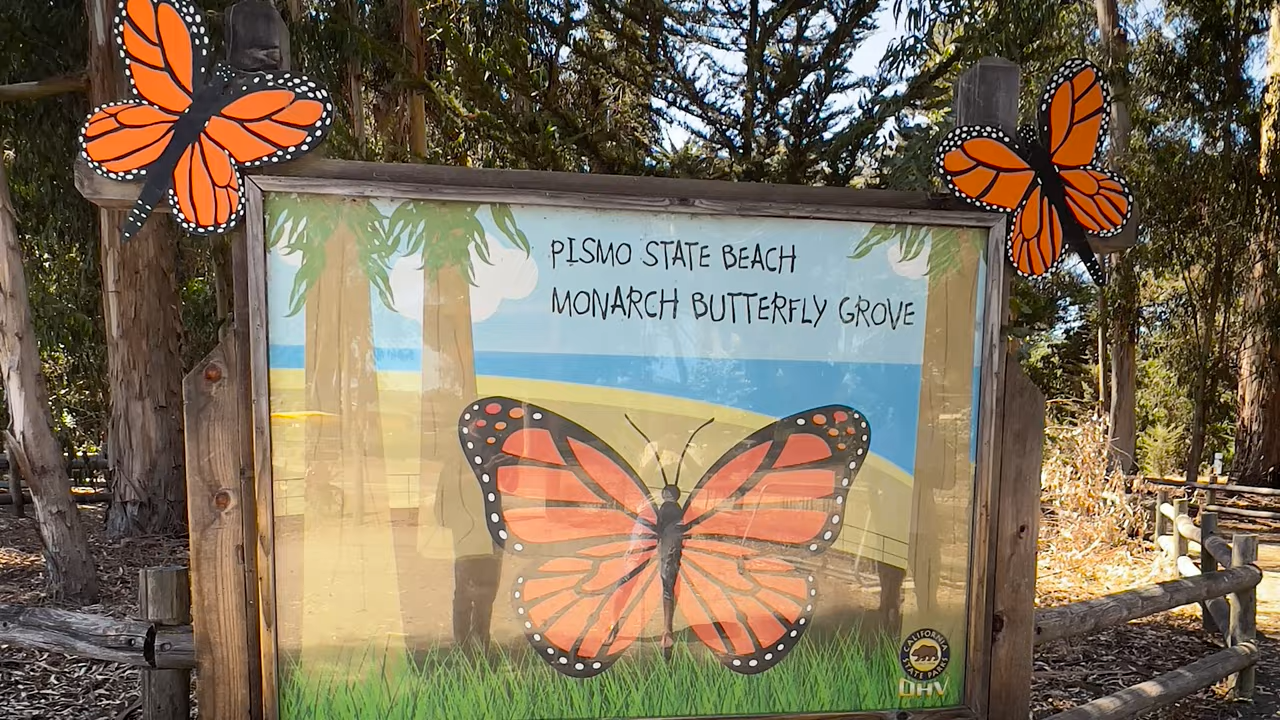 PISMO STATE BEACH
MONARCH BUTTERFLY GROVE
CALIFORNIA
STATE PARKS
OHV